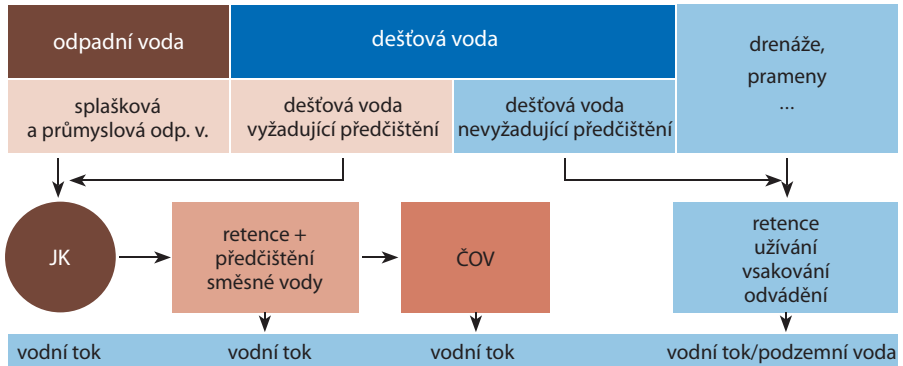 odpadní voda
dešťová voda
drenáže,
prameny
...
splašková
a průmyslová odp. v.
dešťová voda
vyžadující předčištění
dešťová voda
nevyžadující předčištění
JK
retence +
předčištění
směsné vody
ČOV
retence
užívání
vsakování
odvádění
vodní tok
vodní tok
vodní tok
vodní tok/podzemní voda